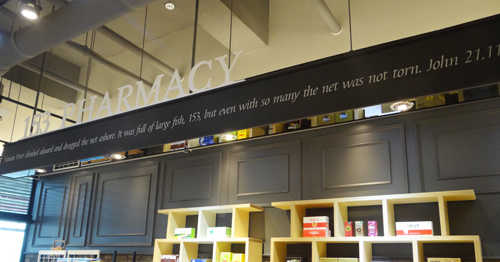 153 PHARMACY
Simon Peter climbed aboard and dragged the net ashore. It was full of large fish, 153, but even with so many the net was not torn. John 21.11